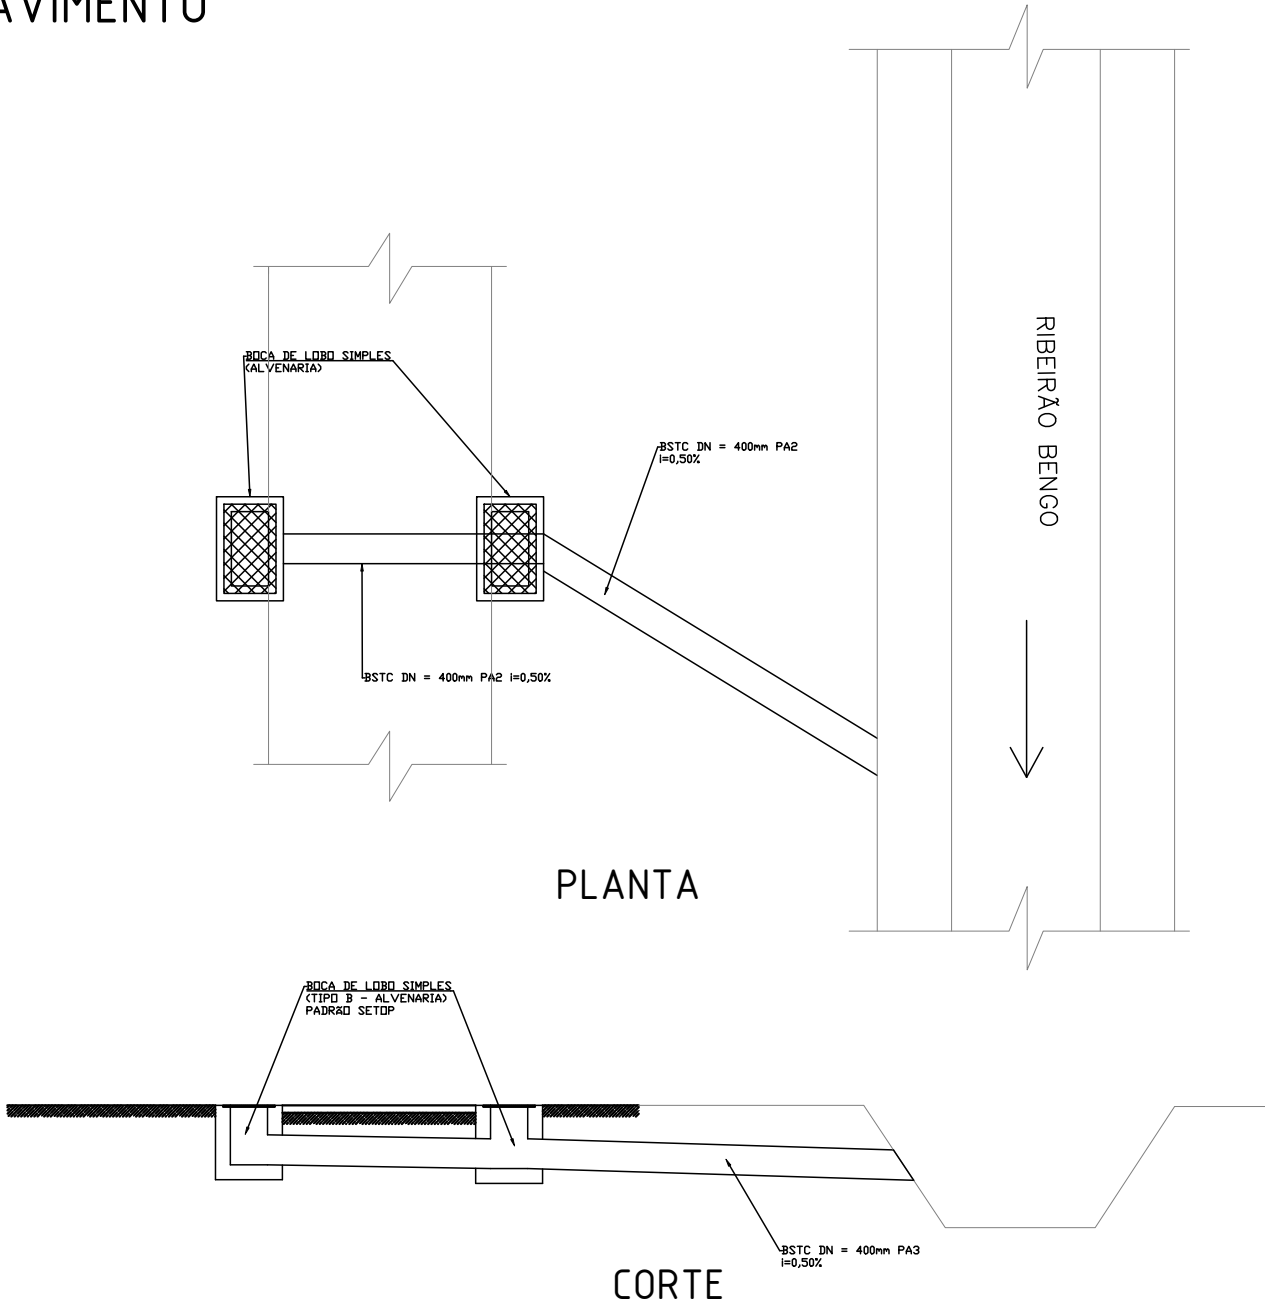 AVIMENTO
BOCA DE LOBO SIMPLES
(ALVENARIA)
RIBEIRÃO BENGO
BSTC DN = 400mm PA2
i=0,50%
BSTC DN = 400mm PA2 i=0,50%
PLANTA
BOCA DE LOBO SIMPLES
(TIPO B - ALVENARIA)
PADRÃO SETOP
BSTC DN = 400mm PA3
i=0,50%
CORTE